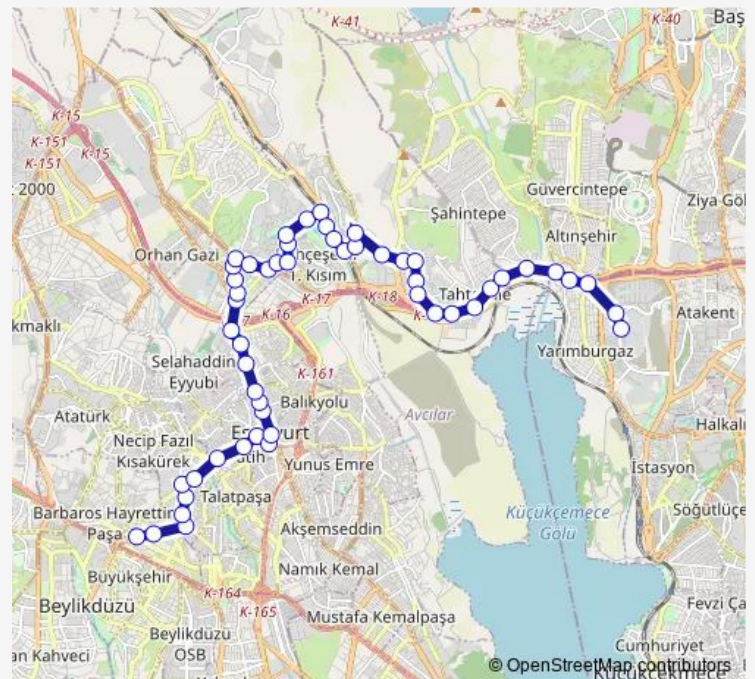 K-41
K-40
Baş
K-15
K-151
K-151
K-15
2000
Güvercintepe
Ziya Göl
Şahintepe
Altınşehir
Orhan Gazi
1. Kısım
K-17
K-18
K-16
Atakent
Yarımburgaz
Selahaddin
Eyyubi
K-161
Balıkyolu
Avcılar
Atatürk
Halkalı
Necip Fazıl
Kısakürek
Yunus Emre
İstasyon
Talatpaşa
Barbaros Hayrettin
Paşa
Küçükçekmece
Gölü
Söğütlüçe
Akşemseddin
Büyükşehir
Namık Kemal
K-164
K-165
Beylikdüzü
Fevzi Ça
Mustafa Kemalpaşa
Beylikdüzü
OSB
an Kahveci
Cumhuriyet
© OpenStreetMap contributors
Küçükçekmece